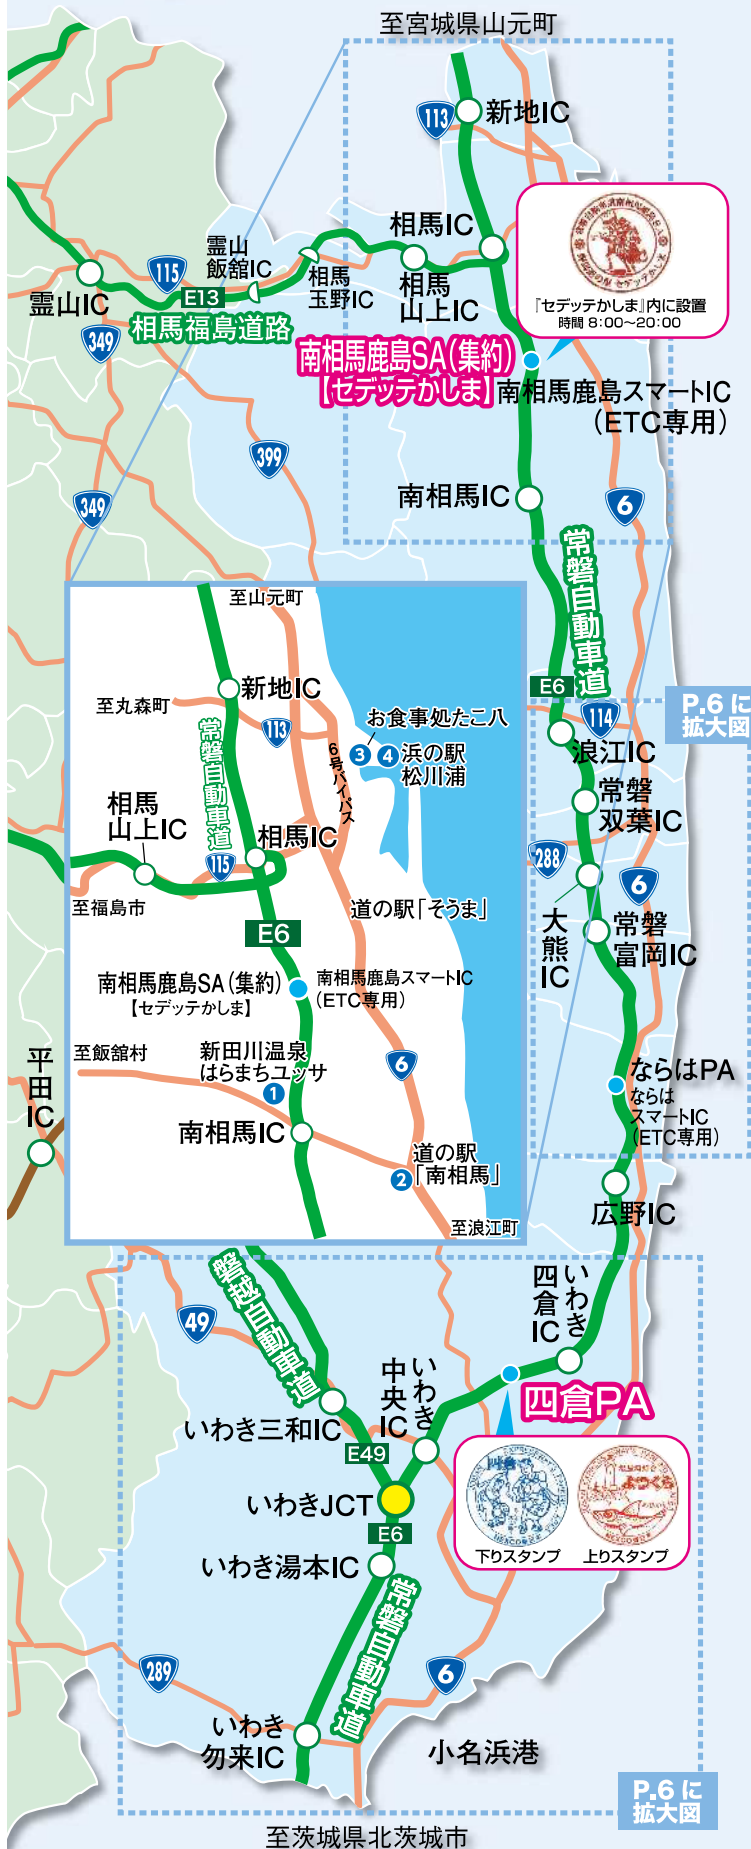 至宮城県山元町
113
新地IC
相馬IC
霊山
飯舘IC
115
相馬
玉野IC
相馬
山上IC
霊山IC
E13
相馬福島道路
349
『セデッテかしま』内に設置
時間 8:00〜20:00
南相馬鹿島SA(集約)
【セデッテかしま】
南相馬鹿島スマートIC
(ETC専用)
399
349
南相馬IC
6
常磐自動車道
E6
P.6 に
拡大図
114
浪江IC
常磐
双葉IC
288
6
大熊IC
常磐
富岡IC
ならはPA
ならは
スマートIC
(ETC専用)
広野IC
平田IC
至山元町
新地IC
至丸森町
113
常磐自動車道
6号バイパス
お食事処たこ八
3
4
浜の駅
松川浦
相馬
山上IC
相馬IC
115
至福島市
E6
道の駅「そうま」
南相馬鹿島SA(集約)
【セデッテかしま】
南相馬鹿島スマートIC
(ETC専用)
至飯舘村
新田川温泉
はらまちユッサ
1
6
南相馬IC
道の駅
「南相馬」
2
至浪江町
磐越自動車道
49
いわき
四倉IC
四倉PA
いわき
中央IC
いわき三和IC
E49
いわきJCT
E6
下りスタンプ
上りスタンプ
よつくら
いわき湯本IC
常磐自動車道
289
6
いわき
勿来IC
小名浜港
P.6 に
拡大図
至茨城県北茨城市